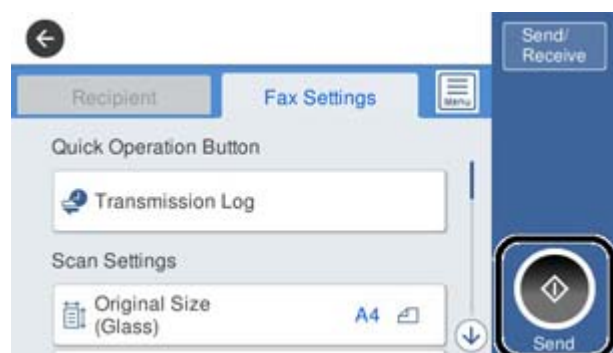 Send/
Receive
Recipient
Fax Settings
Menu
Quick Operation Button
Transmission Log
Scan Settings
Original Size
(Glass)
A4
Send